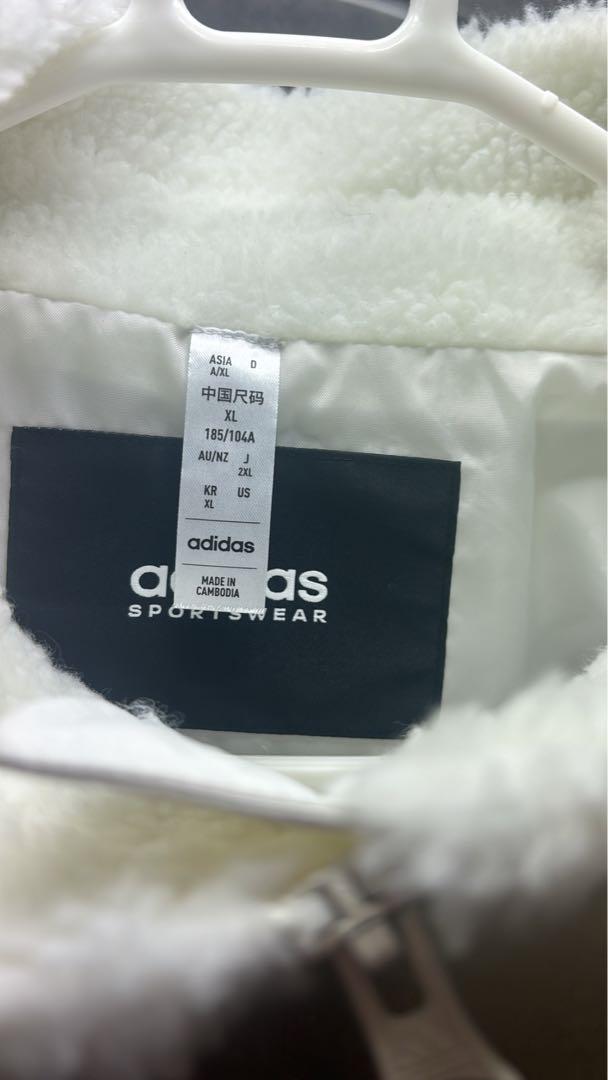 ASIA D
A/XL
中国尺码
XL
185/104A
AU/NZ J
2XL
KR US
XL
adidas
MADE IN
CAMBODIA
SPORTSWEAR